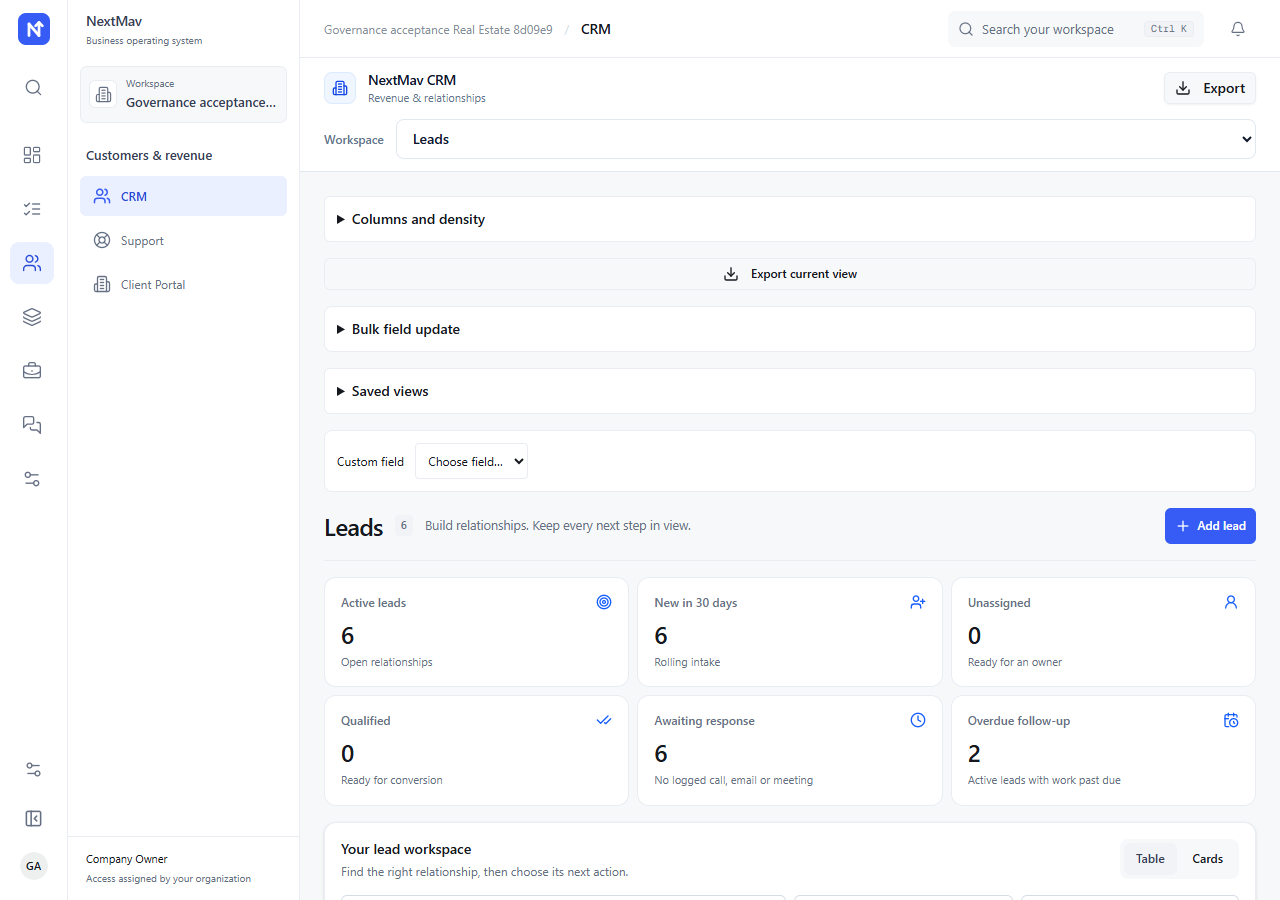 NextMav
Business operating system
Workspace
Governance acceptance...
Customers & revenue
CRM
Support
Client Portal
Company Owner
Access assigned by your organization
GA
Governance acceptance Real Estate 8d09e9 / CRM
Search your workspace Ctrl K
NextMav CRM
Revenue & relationships
Export
Workspace Leads
Columns and density
Export current view
Bulk field update
Saved views
Custom field Choose field...
Leads 6 Build relationships. Keep every next step in view.
Add lead
Active leads
6
Open relationships
New in 30 days
6
Rolling intake
Unassigned
0
Ready for an owner
Qualified
0
Ready for conversion
Awaiting response
6
No logged call, email or meeting
Overdue follow-up
2
Active leads with work past due
Your lead workspace
Find the right relationship, then choose its next action.
Table Cards